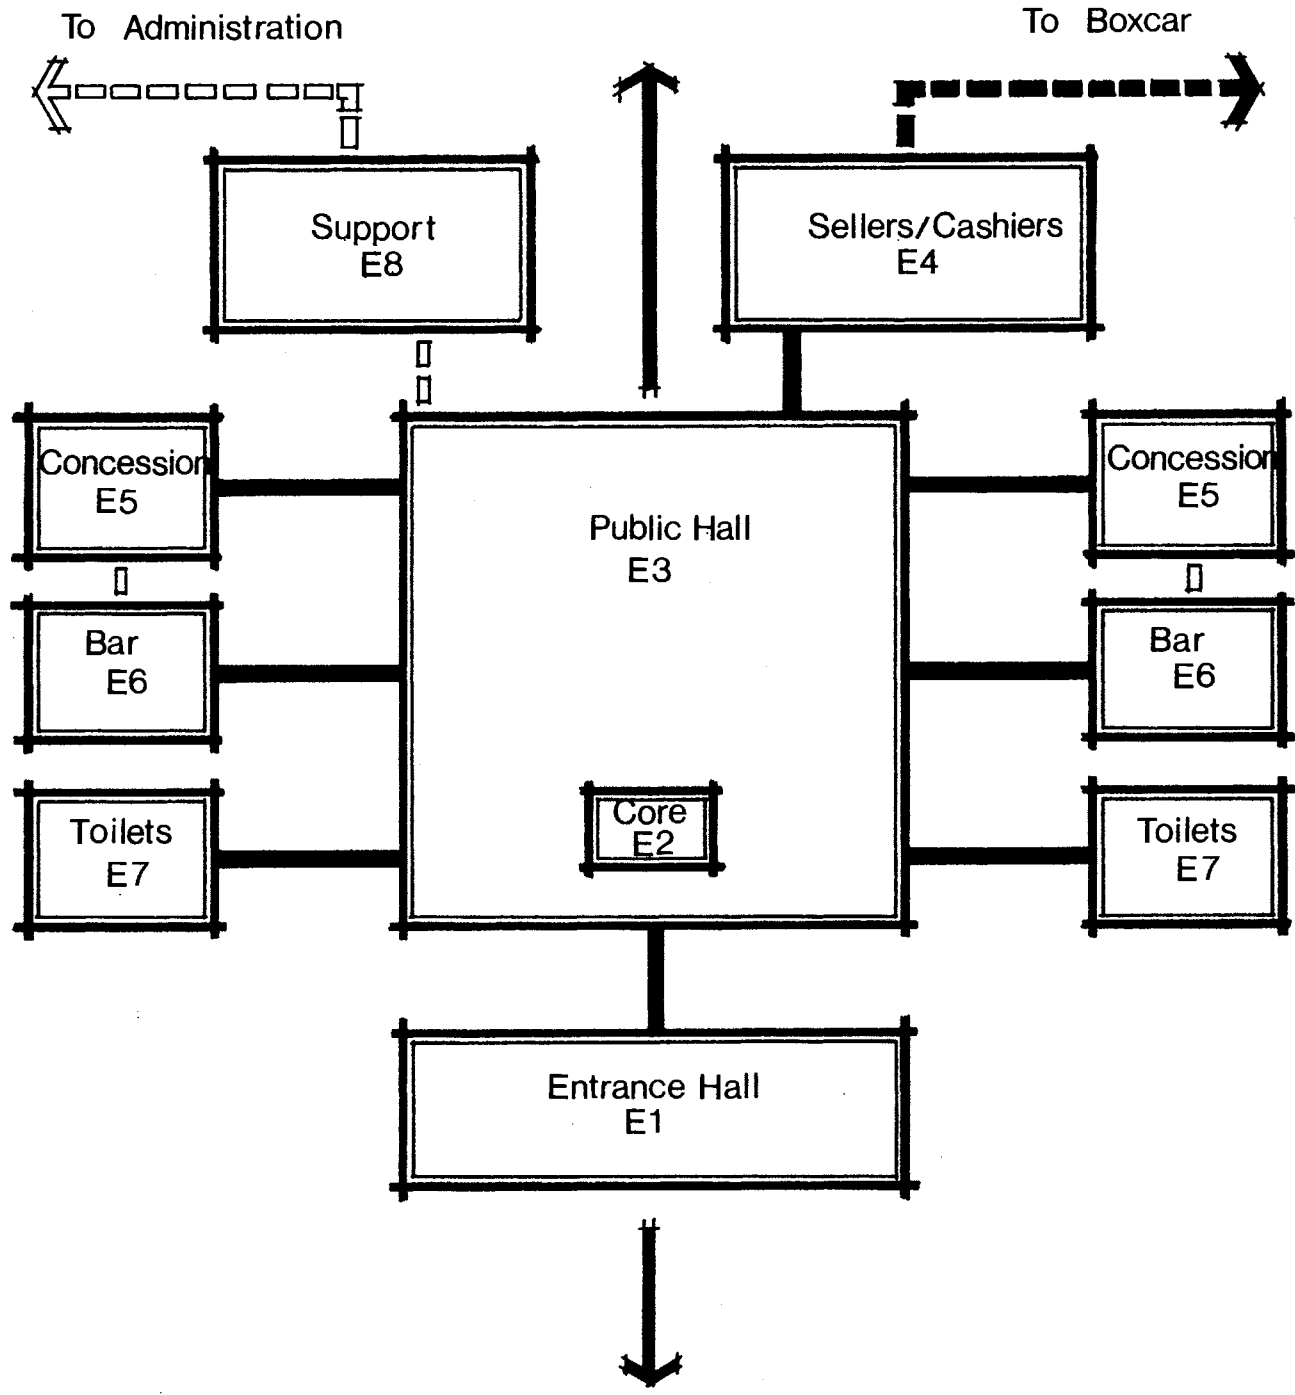 To Administration
To Boxcar
Support
E8
Sellers/Cashiers
E4
Concession
E5
Public Hall
E3
Concession
E5
Bar
E6
Bar
E6
Core
E2
Toilets
E7
Toilets
E7
Entrance Hall
E1